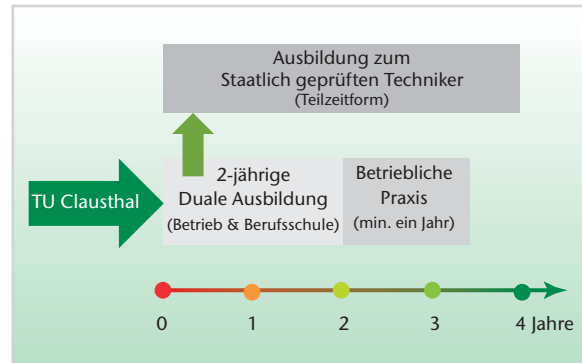 Ausbildung zum
Staatlich geprüften Techniker
(Teilzeitform)
TU Clausthal
2-jährige
Duale Ausbildung
(Betrieb & Berufsschule)
Betriebliche
Praxis
(min. ein Jahr)
0 1 2 3 4 Jahre